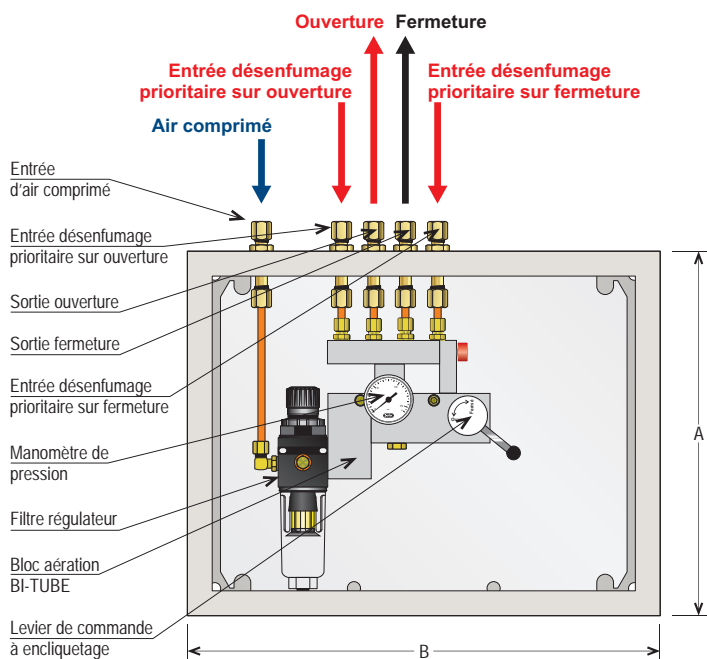 Ouverture Fermeture
Entrée désenfumage
prioritaire sur ouverture
Entrée désenfumage
prioritaire sur fermeture
Air comprimé
Entrée
d'air comprimé
Entrée désenfumage
prioritaire sur ouverture
Sortie ouverture
Sortie fermeture
Entrée désenfumage
prioritaire sur fermeture
Manomètre de
pression
Filtre régulateur
Bloc aération
BI-TUBE
Levier de commande
à encliquetage
A
B